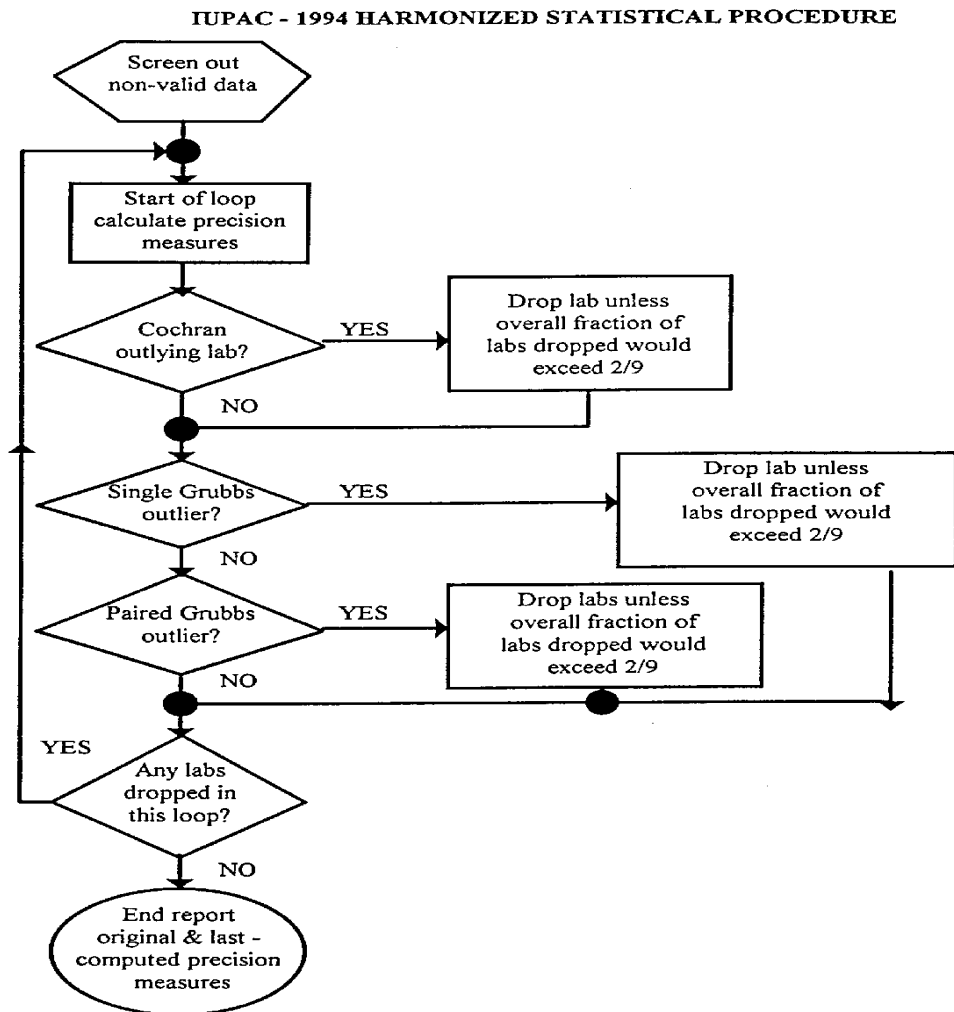 IUPAC - 1994 HARMONIZED STATISTICAL PROCEDURE
Screen out
non-valid data
Start of loop
calculate precision
measures
Cochran
outlying lab?
YES
Drop lab unless
overall fraction of
labs dropped would
exceed 2/9
NO
Single Grubbs
outlier?
YES
Drop lab unless
overall fraction of
labs dropped would
exceed 2/9
NO
Paired Grubbs
outlier?
YES
Drop labs unless
overall fraction of
labs dropped would
exceed 2/9
NO
YES
Any labs
dropped in
this loop?
NO
End report
original & last -
computed precision
measures